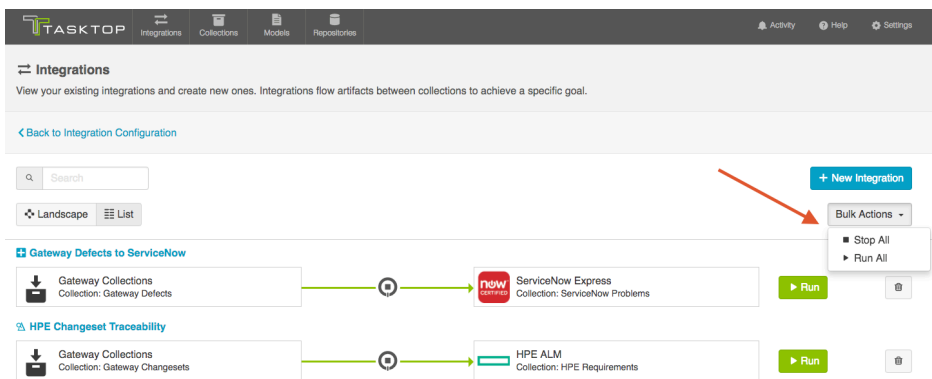 TASKTOP
Integrations
Collections
Models
Repositories
Activity
Help
Settings
Integrations
View your existing integrations and create new ones. Integrations flow artifacts between collections to achieve a specific goal.
Back to Integration Configuration
Search
+ New Integration
Landscape
List
Bulk Actions
Stop All
Run All
Gateway Defects to ServiceNow
Gateway Collections
Collection: Gateway Defects
now
CERTIFIED
ServiceNow Express
Collection: ServiceNow Problems
Run
HPE Changeset Traceability
Gateway Collections
Collection: Gateway Changesets
HPE ALM
Collection: HPE Requirements
Run